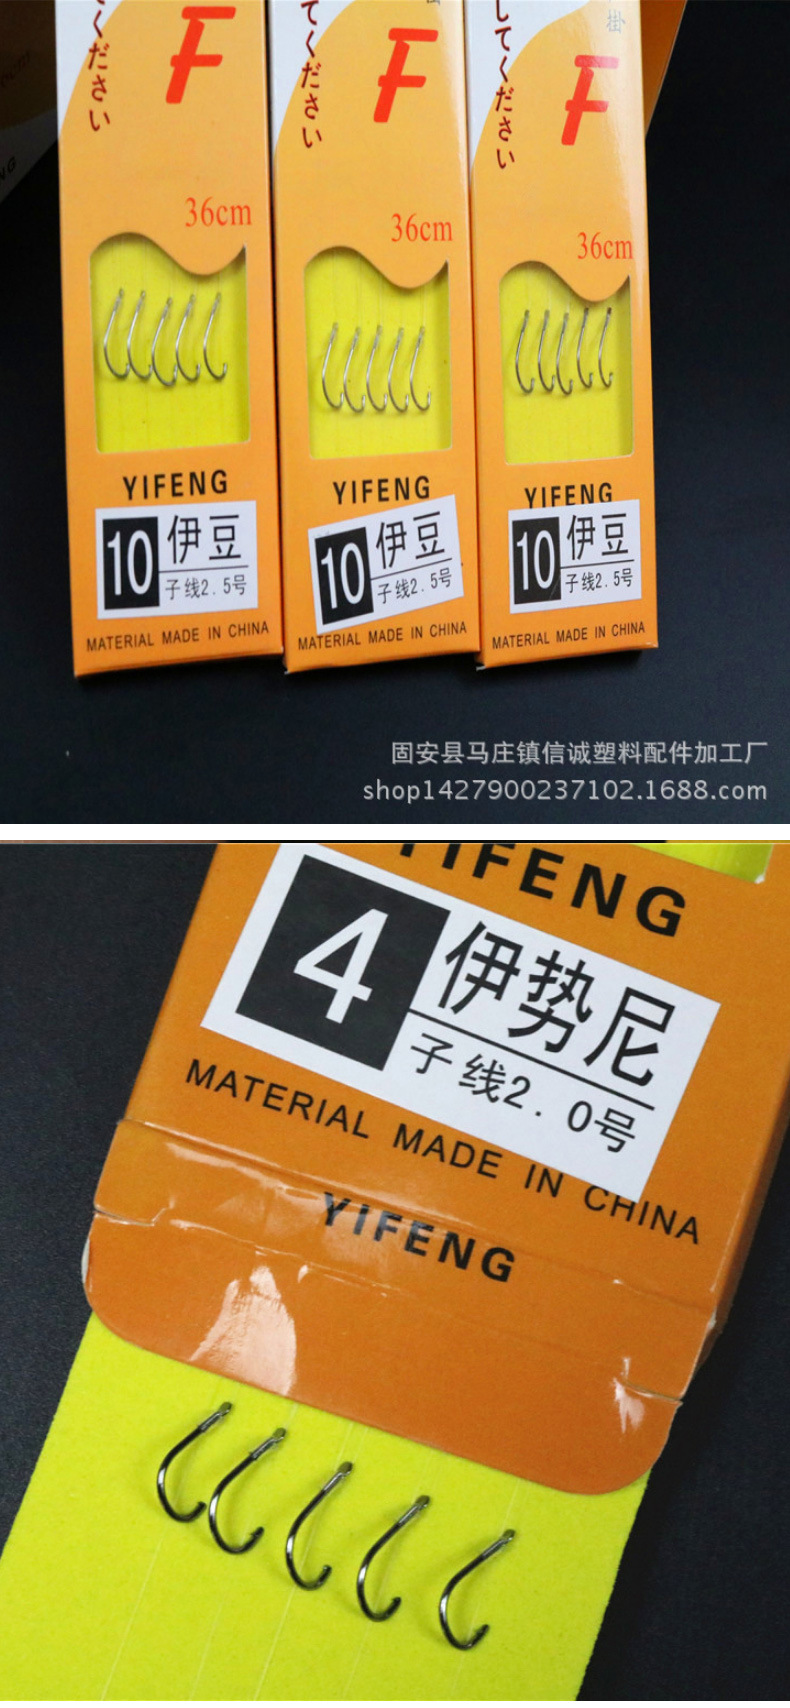 てください
F
36cm
YIFENG
10
伊豆
子线2.5号
MATERIAL MADE IN CHINA
てください
F
36cm
YIFENG
10
伊豆
子线2.5号
MATERIAL MADE IN CHINA
してください
掛
F
36cm
YIFENG
10
伊豆
子线2.5号
MATERIAL MADE IN CHINA
固安县马庄镇信诚塑料配件加工厂
shop1427900237102.1688.com
YIFENG
4
伊势尼
子线2.0号
MATERIAL MADE IN CHINA
YIFENG